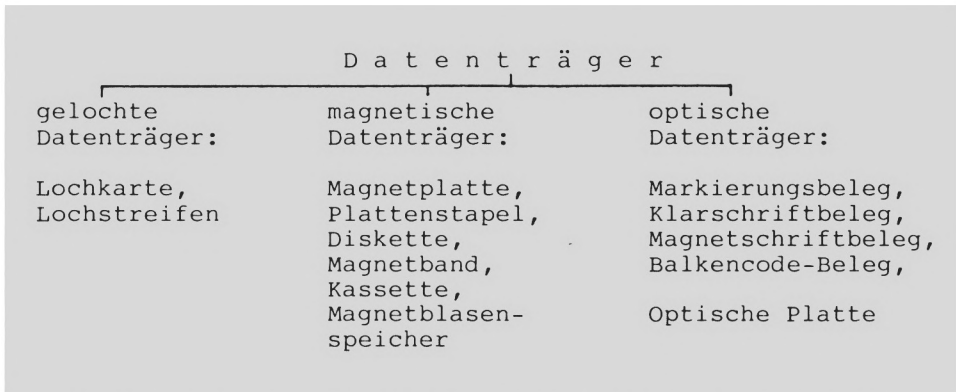 Datenträger
gelochte
Datenträger:
Lochkarte,
Lochstreifen
magnetische
Datenträger:
Magnetplatte,
Plattenstapel,
Diskette,
Magnetband,
Kassette,
Magnetblasen-
speicher
optische
Datenträger:
Markierungsbeleg,
Klarschriftbeleg,
Magnetschriftbeleg,
Balkencode-Beleg,
Optische Platte